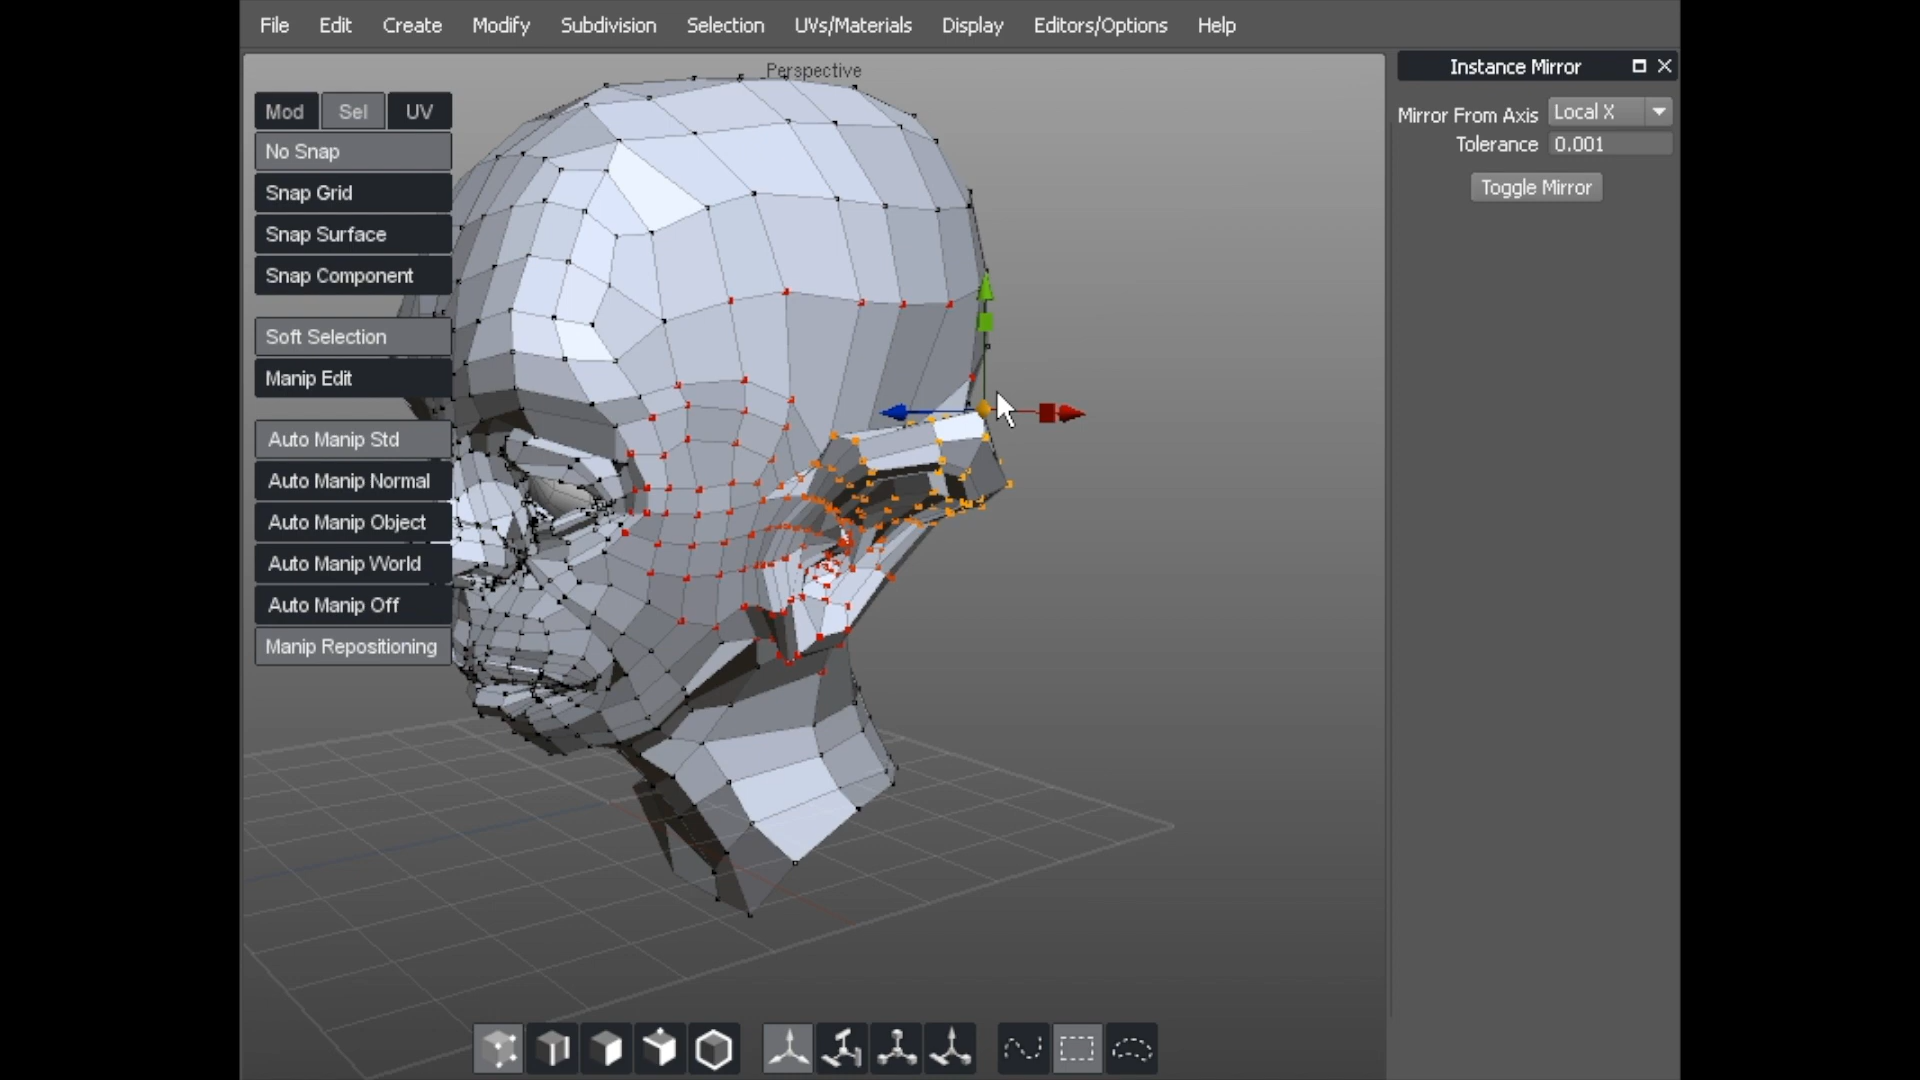 File Edit Create Modify Subdivision Selection UVs/Materials Display Editors/Options Help
Perspective
Instance Mirror
Mod Sel UV
Mirror From Axis Local X
No Snap
Tolerance 0.001
Toggle Mirror
Snap Grid
Snap Surface
Snap Component
Soft Selection
Manip Edit
Auto Manip Std
Auto Manip Normal
Auto Manip Object
Auto Manip World
Auto Manip Off
Manip Repositioning